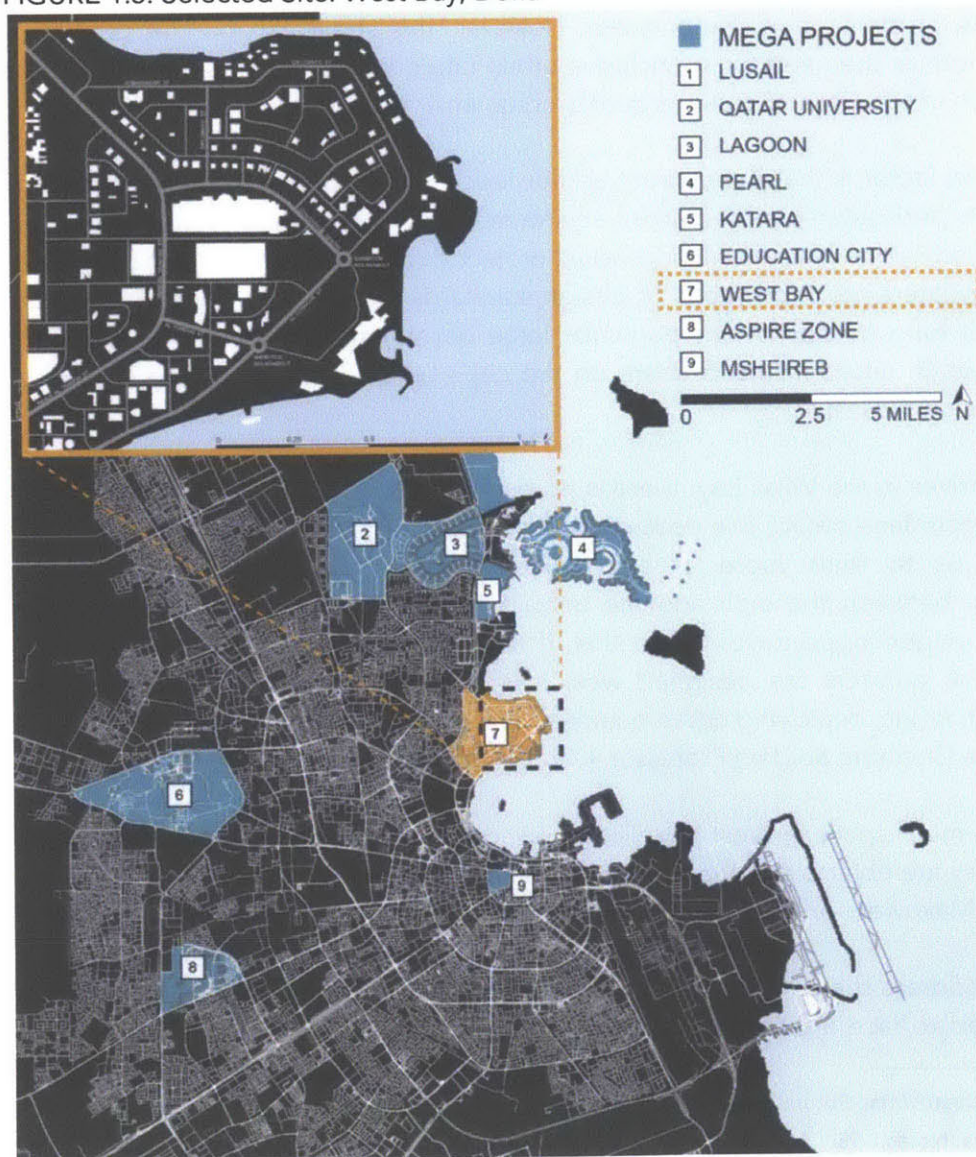 MEGA PROJECTS
1 LUSAIL
2 QATAR UNIVERSITY
3 LAGOON
4 PEARL
5 KATARA
6 EDUCATION CITY
7 WEST BAY
8 ASPIRE ZONE
9 MSHEIREB
0 2.5 5 MILES N
2
3
4
5
7
6
9
8